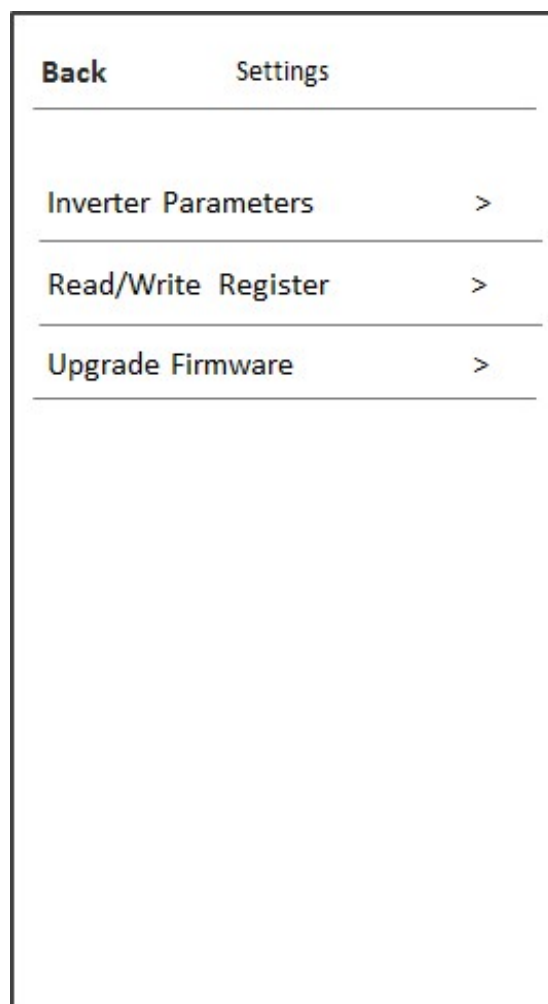 Back Settings
Inverter Parameters >
Read/Write Register >
Upgrade Firmware >